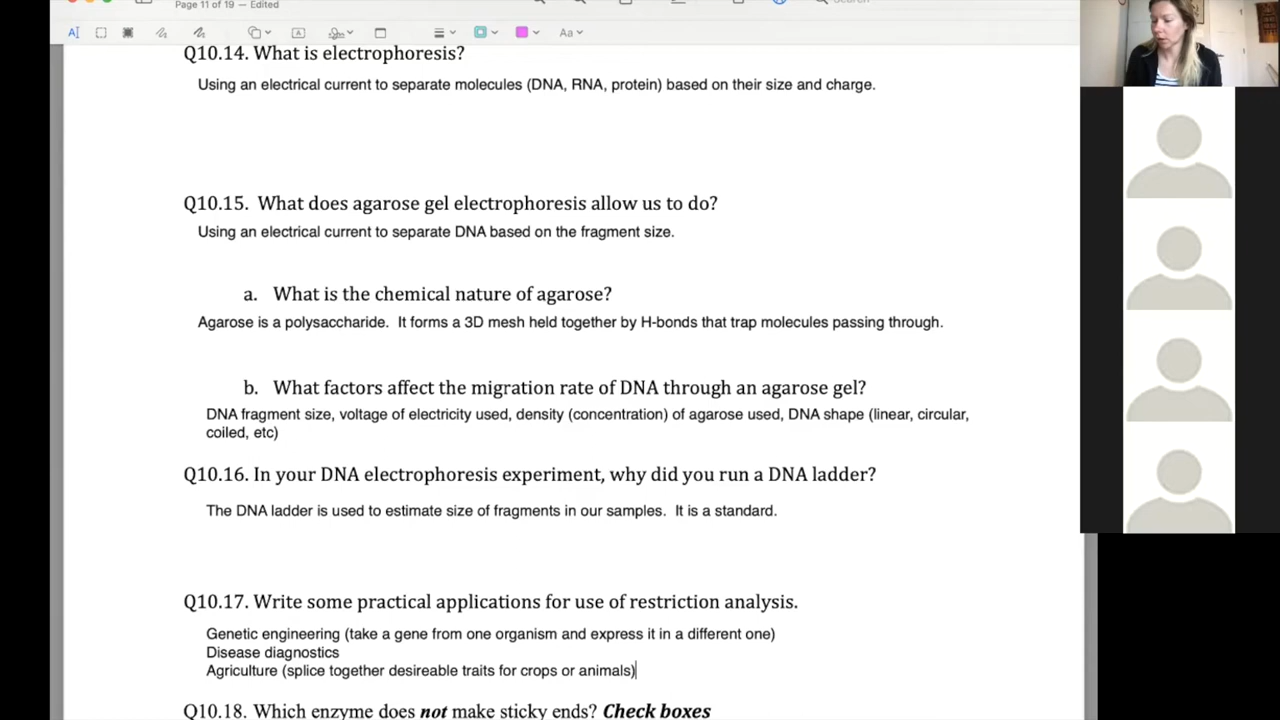 Page 11 of 19 — Edited
Search
Aa
Q10.14. What is electrophoresis?
Using an electrical current to separate molecules (DNA, RNA, protein) based on their size and charge.
Q10.15.  What does agarose gel electrophoresis allow us to do?
Using an electrical current to separate DNA based on the fragment size.
a. What is the chemical nature of agarose?
Agarose is a polysaccharide.  It forms a 3D mesh held together by H-bonds that trap molecules passing through.
b. What factors affect the migration rate of DNA through an agarose gel?
DNA fragment size, voltage of electricity used, density (concentration) of agarose used, DNA shape (linear, circular,
coiled, etc)
Q10.16. In your DNA electrophoresis experiment, why did you run a DNA ladder?
The DNA ladder is used to estimate size of fragments in our samples.  It is a standard.
Q10.17. Write some practical applications for use of restriction analysis.
Genetic engineering (take a gene from one organism and express it in a different one)
Disease diagnostics
Agriculture (splice together desireable traits for crops or animals)
Q10.18. Which enzyme does not make sticky ends? Check boxes